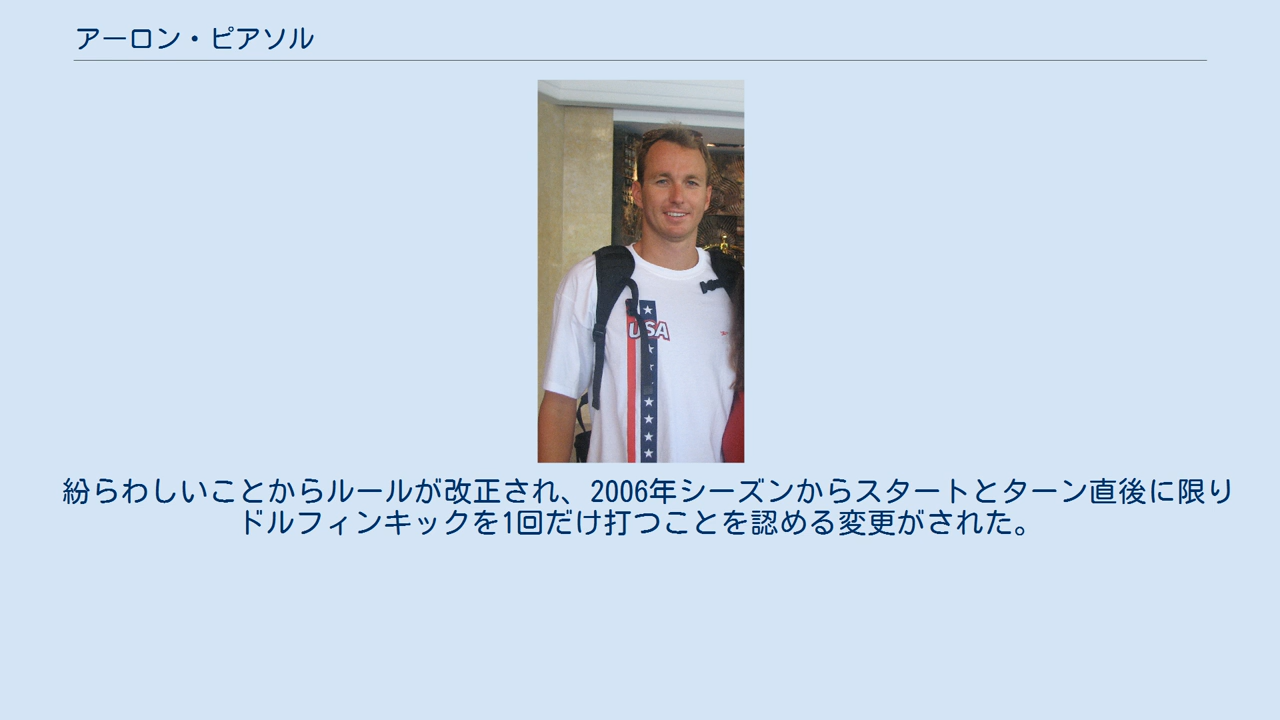 アーロン・ピアソル
USA
紛らわしいことからルールが改正され、2006年シーズンからスタートとターン直後に限り
ドルフィンキックを1回だけ打つことを認める変更がされた。